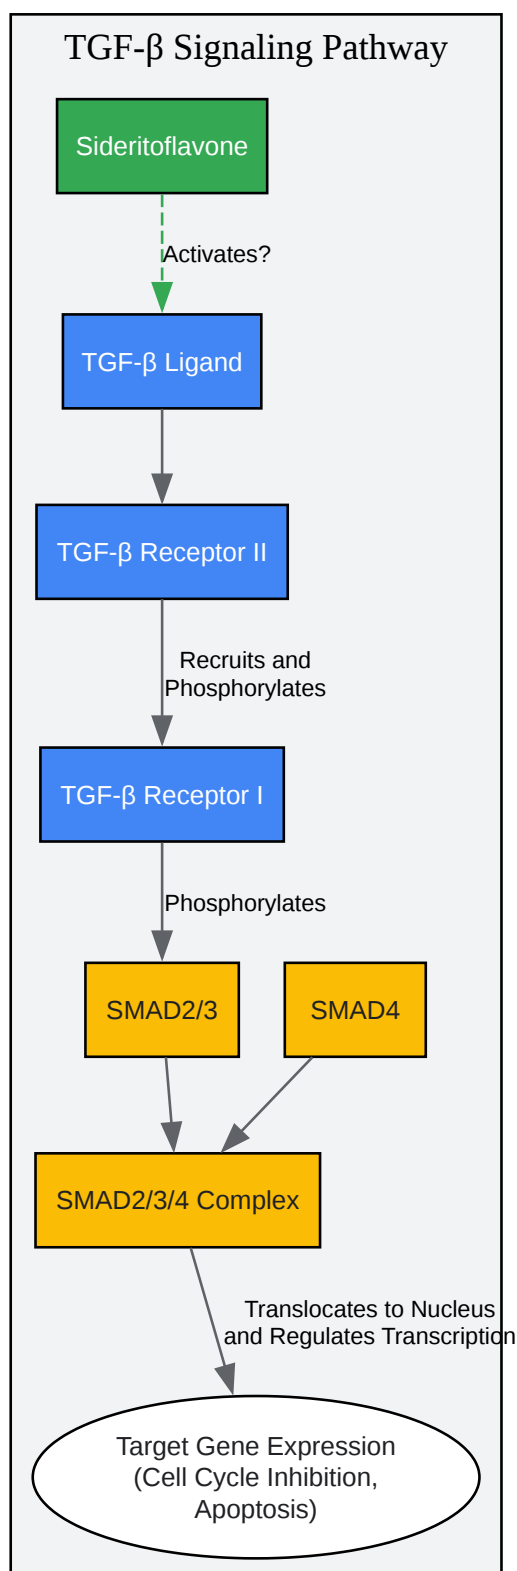 TGF-β Signaling Pathway
Sideritoflavone
Activates?
TGF-β Ligand
TGF-β Receptor II
Recruits and
Phosphorylates
TGF-β Receptor I
Phosphorylates
SMAD2/3
SMAD4
SMAD2/3/4 Complex
Translocates to Nucleus
and Regulates Transcription
Target Gene Expression
(Cell Cycle Inhibition,
Apoptosis)